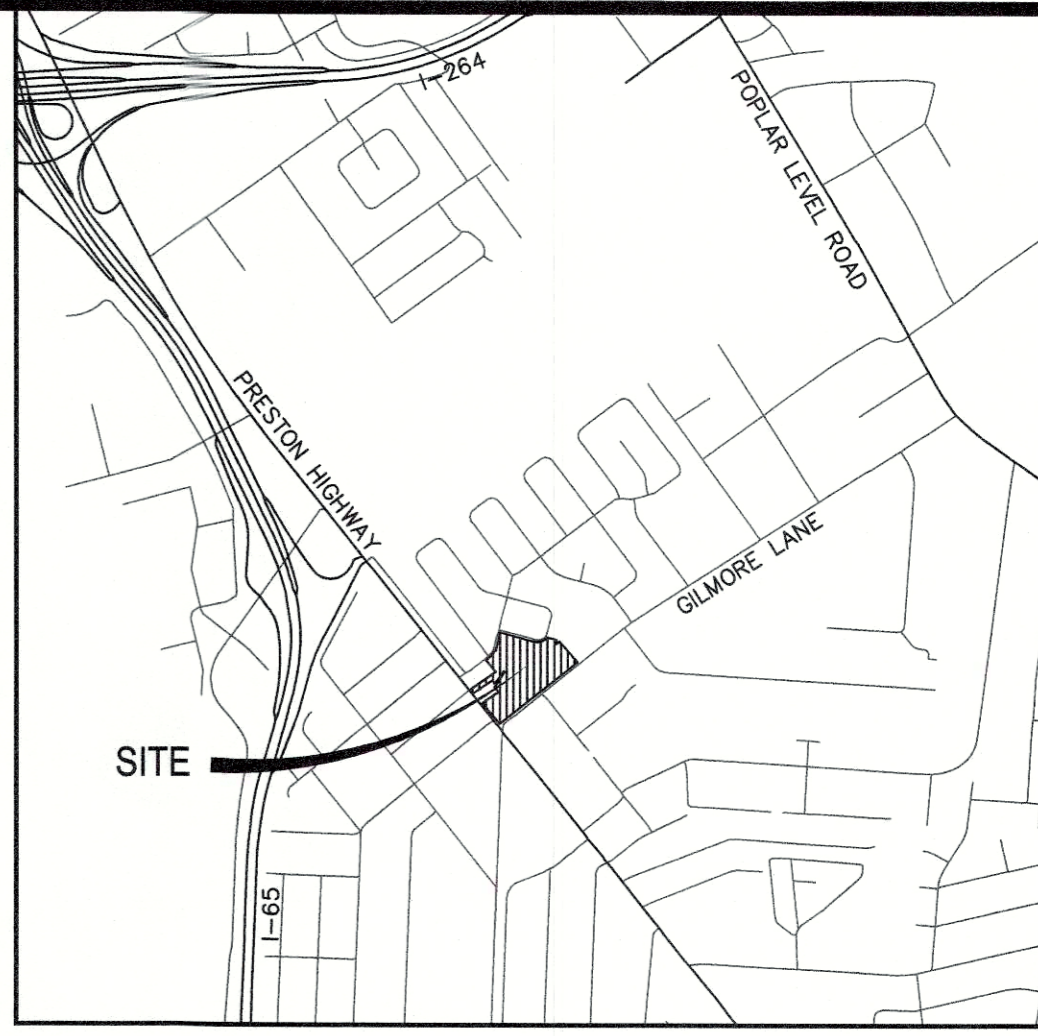 I-264
POPLAR LEVEL ROAD
PRESTON HIGHWAY
GILMORE LANE
SITE
I-65